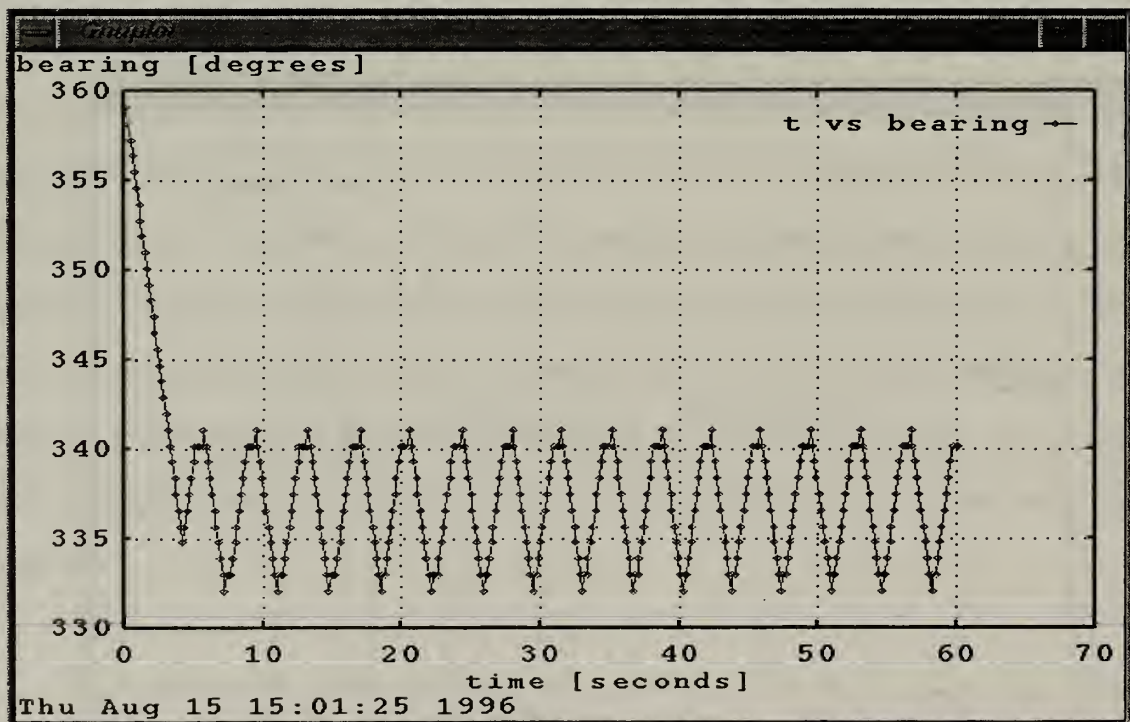 Gnuplot
bearing [degrees]
360
355
350
345
340
335
330
t vs bearing
0 10 20 30 40 50 60 70
time [seconds]
Thu Aug 15 15:01:25 1996